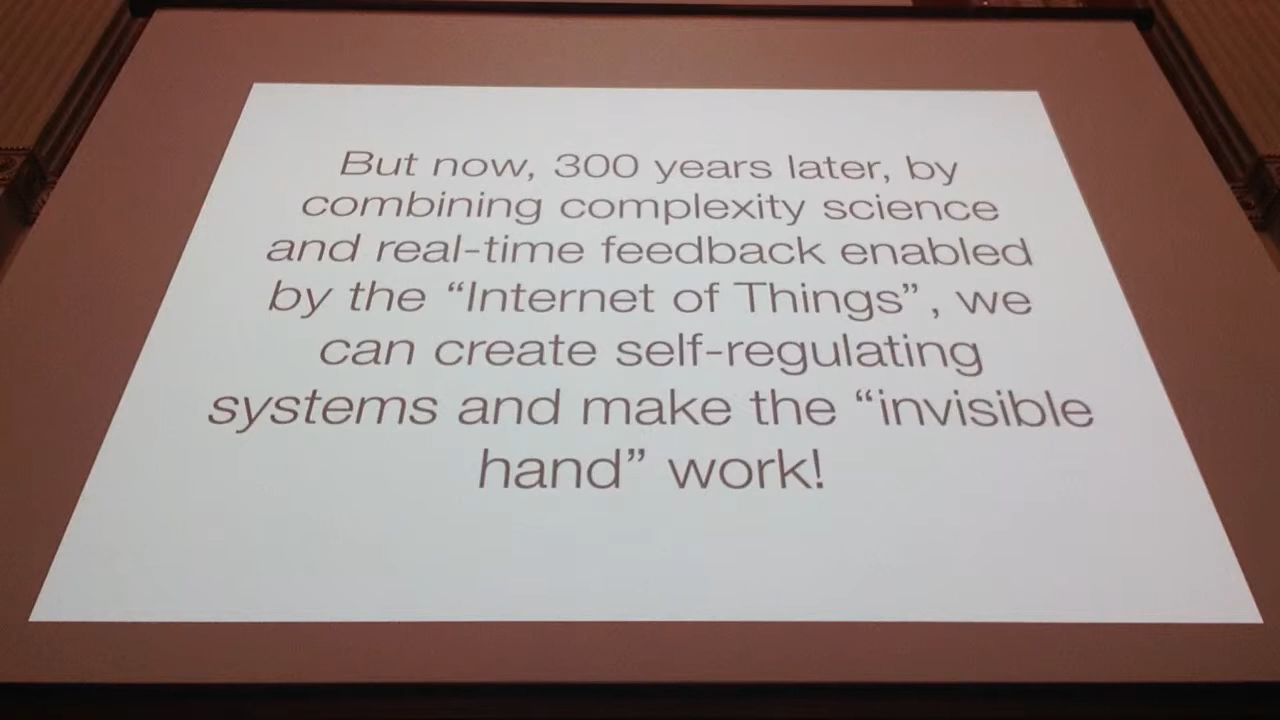 But now, 300 years later, by
combining complexity science
and real-time feedback enabled
by the “Internet of Things”, we
can create self-regulating
systems and make the “invisible
hand” work!